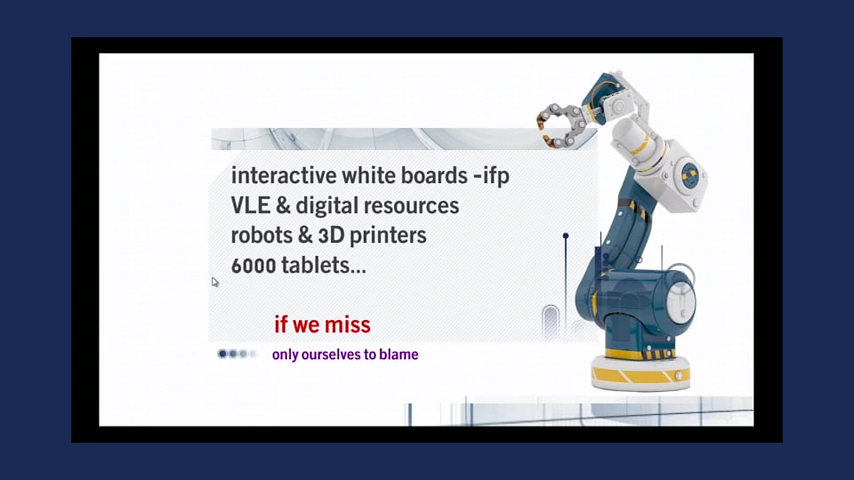 interactive white boards -ifp
VLE & digital resources
robots & 3D printers
6000 tablets...
if we miss
only ourselves to blame